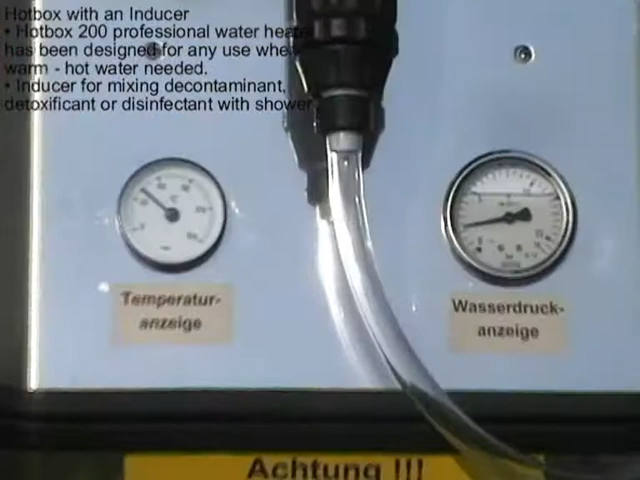 Hotbox with an Inducer
• Hotbox 200 professional water heater
has been designed for any use when
warm - hot water needed.
• Inducer for mixing decontaminant,
detoxificant or disinfectant with shower
Temperatur-
anzeige
Wasserdruck-
anzeige
Achtung !!!